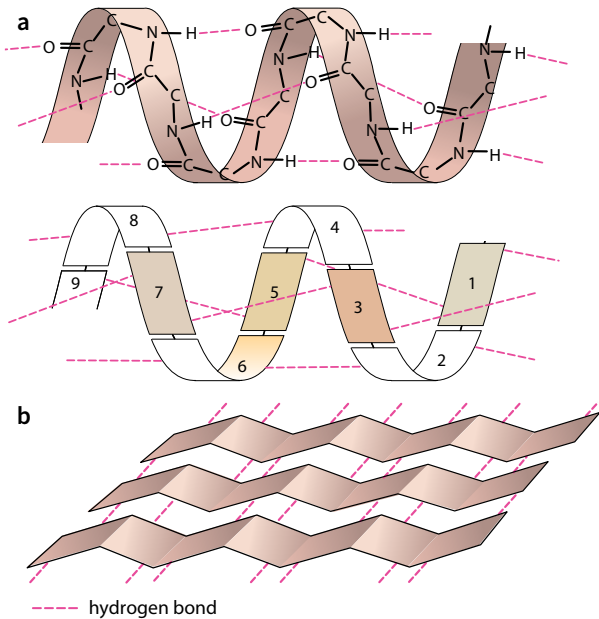 a
C C C
O C N H O C N H N H
N H C O N H C O C
C C O C
N H O C N H O C
O C C N H O C C N H
8 4
9 7 5 3 1
6 2
b
hydrogen bond